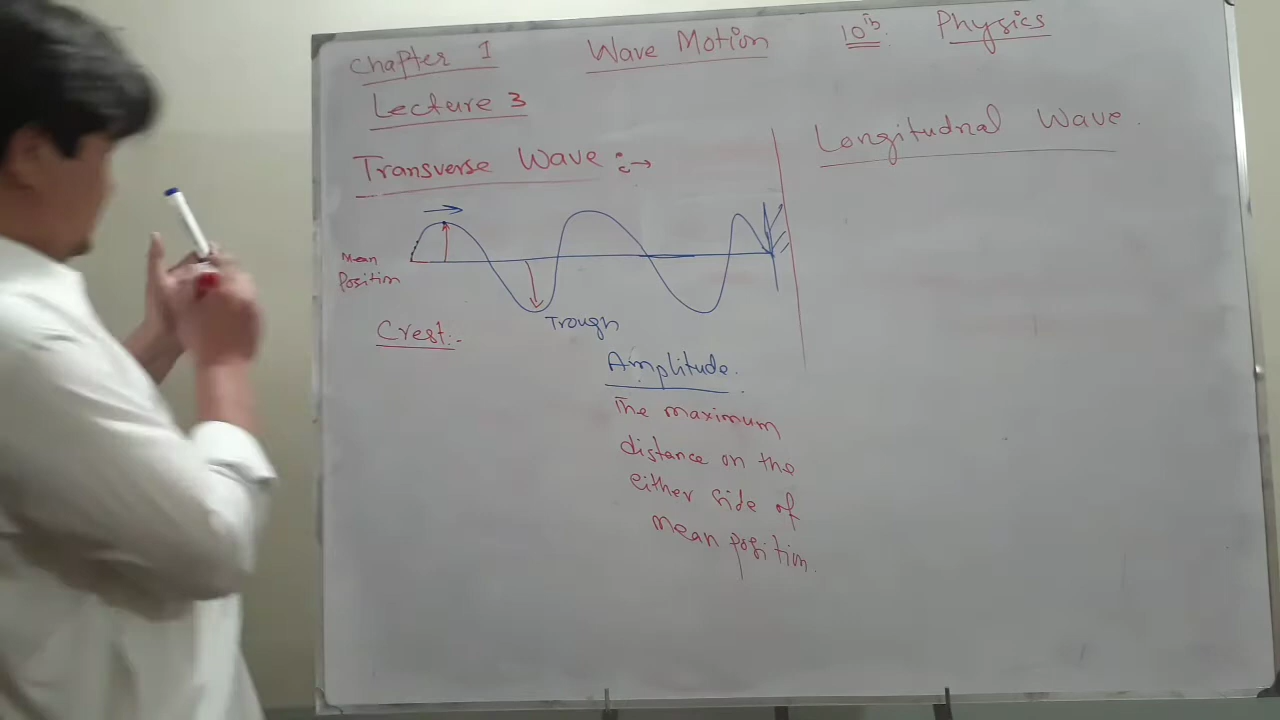 Chapter 1 Wave Motion 10th Physics
Lecture 3
Transverse Wave :→
Longitudnal Wave.
Mean
Position
Crest:-
Trough
Amplitude.
The maximum
distance on the
either side of
mean position.